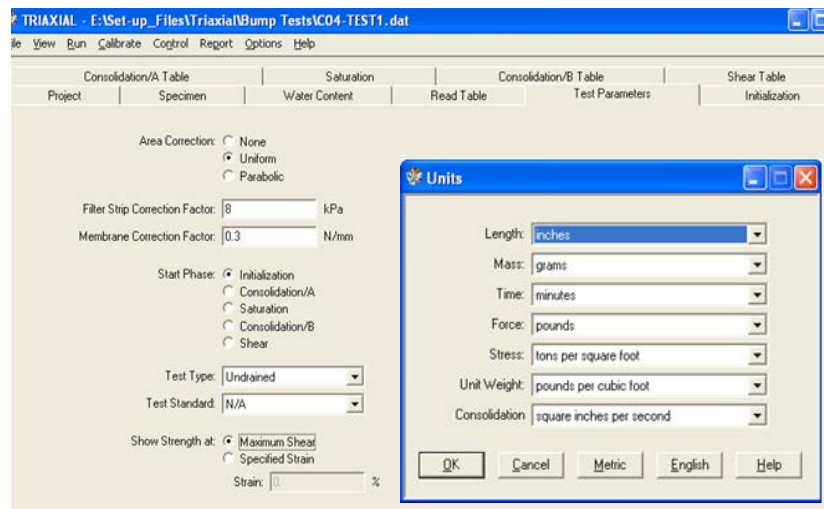 TRIAXIAL - E:\Set-up_Files\Triaxial\Bump Tests\C04-TEST1.dat
View Run Calibrate Control Report Options Help
Consolidation/A Table Saturation Consolidation/B Table Shear Table
Project Specimen Water Content Read Table Test Parameters Initialization
Area Correction: None
Uniform
Parabolic
Filter Strip Correction Factor: 8 kPa
Membrane Correction Factor: 0.3 N/mm
Start Phase: Initialization
Consolidation/A
Saturation
Consolidation/B
Shear
Test Type: Undrained
Test Standard: N/A
Show Strength at: Maximum Shear
Specified Strain
Strain: 0. %
Units
Length: inches
Mass: grams
Time: minutes
Force: pounds
Stress: tons per square foot
Unit Weight: pounds per cubic foot
Consolidation square inches per second
OK Cancel Metric English Help